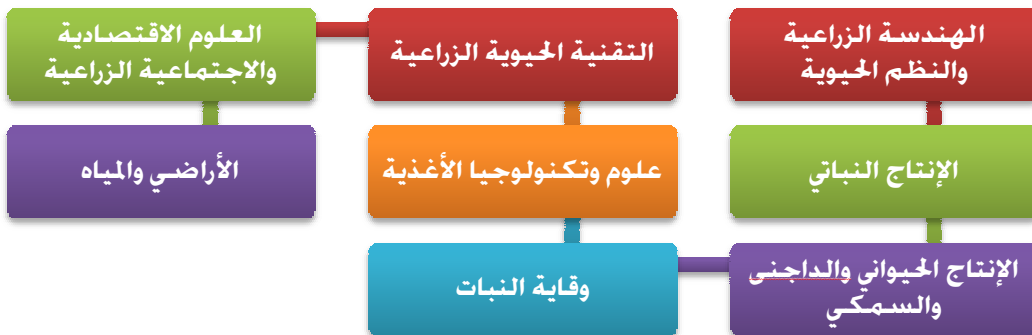 الهندسة الزراعية
والنظم الحيوية
الإنتاج النباتي
الإنتاج الحيواني والداجنى
والسمكي
وقاية النبات
علوم وتكنولوجيا الأغذية
التقنية الحيوية الزراعية
العلوم الاقتصادية
والاجتماعية الزراعية
الأراضي والمياه